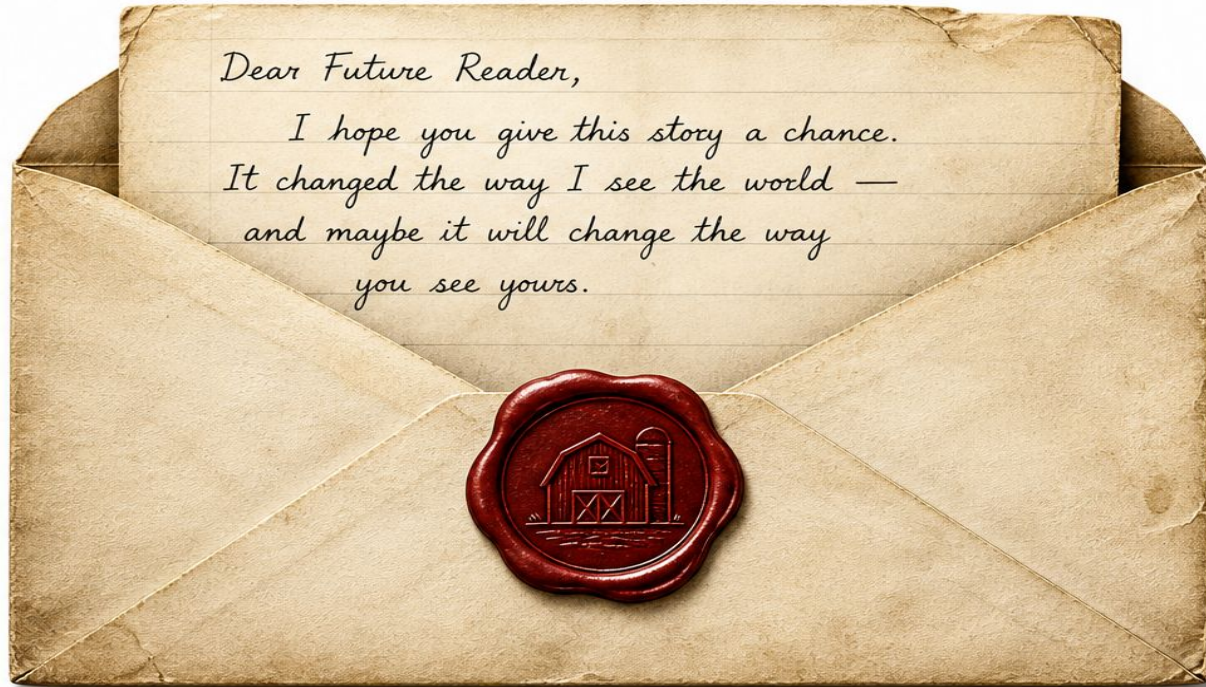 Dear Future Reader,
I hope you give this story a chance.
It changed the way I see the world —
and maybe it will change the way
you see yours.